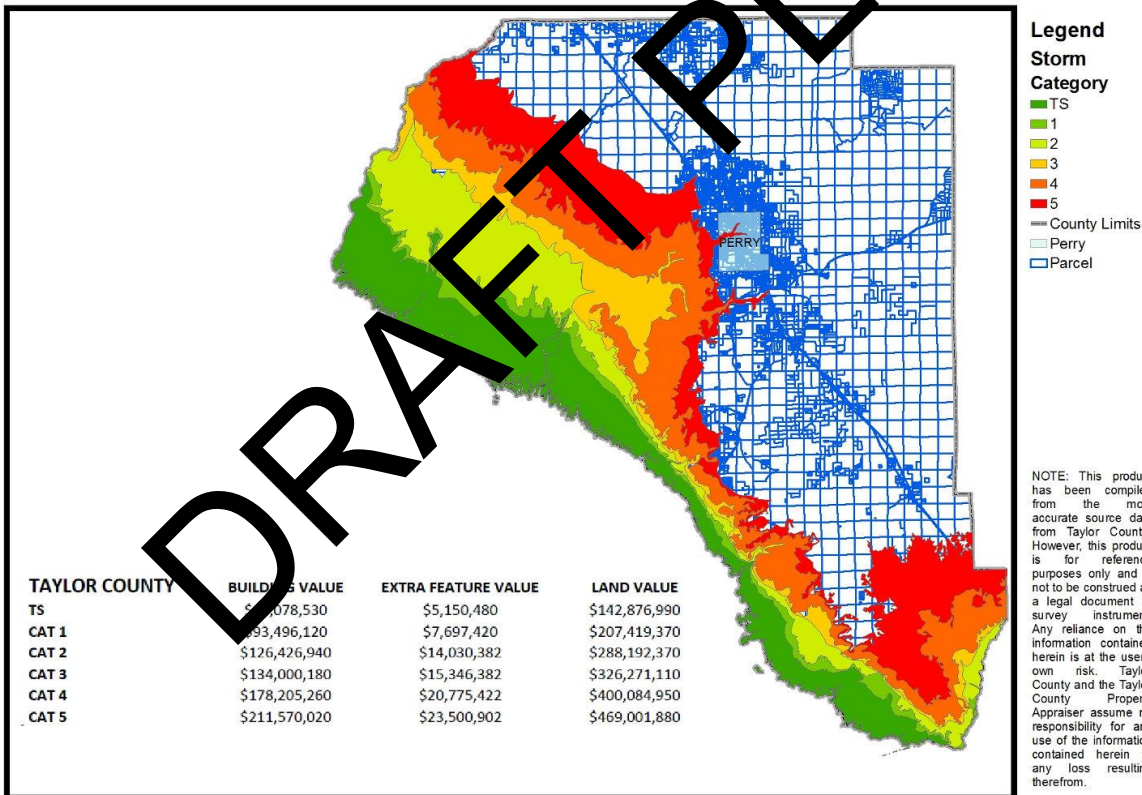 DRAFT PL
Legend
Storm
Category
TS
1
2
3
4
5
County Limits
Perry
Parcel
PERRY
NOTE: This
has been
from the
accurate source
from Taylor
However, this
is for
purposes only and
not to be construed
a legal document
survey
Any reliance on
information
herein is at the
own risk.
County and the
County
Appraiser assume
responsibility for
use of the
contained herein
any loss
therefrom.
TAYLOR COUNTY VALUE EXTRA FEATURE VALUE LAND VALUE
TS 078,530 $5,150,480 $142,876,990
CAT 1 $93,496,120 $7,697,420 $207,419,370
CAT 2 $126,426,940 $14,030,382 $288,192,370
CAT 3 $134,000,180 $15,346,382 $326,271,110
CAT 4 $178,205,260 $20,775,422 $400,084,950
CAT 5 $211,570,020 $23,500,902 $469,001,880